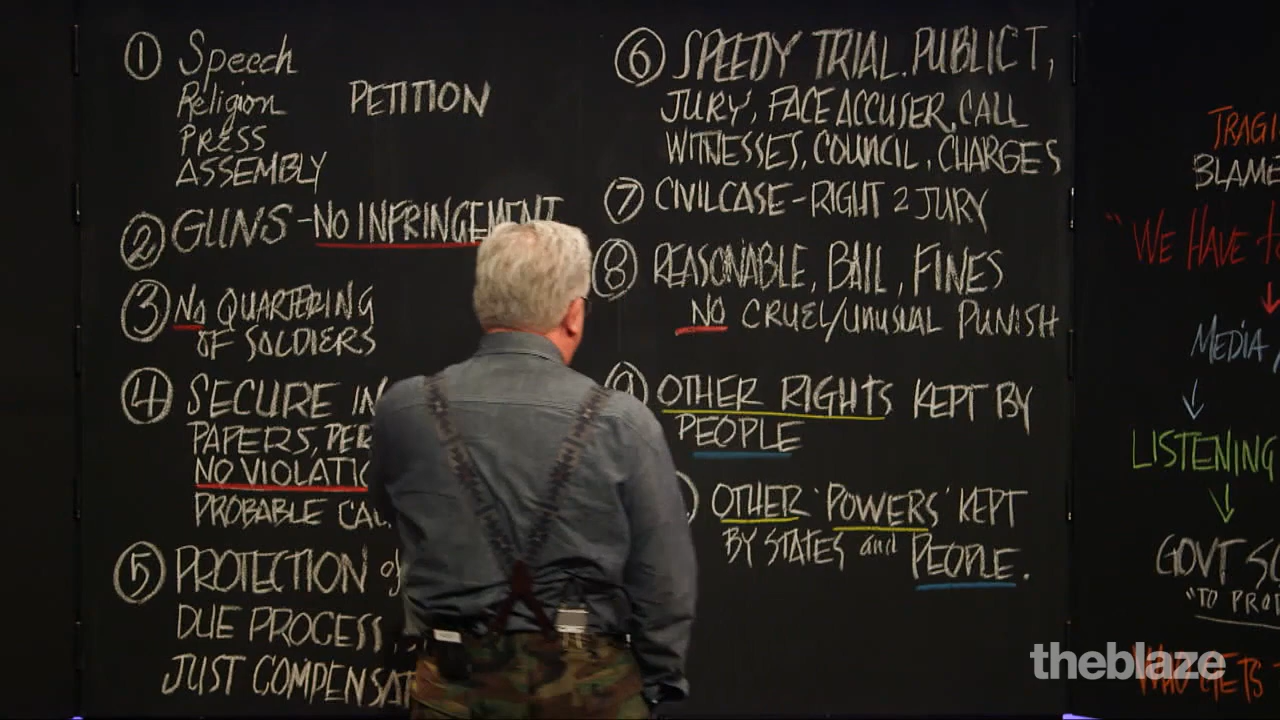 ① Speech
Religion
PRESS
ASSEMBLY
PETITION
② GUNS - NO INFRINGEMENT
③ No QUARTERING
OF SOLDIERS
④ SECURE IN
PAPERS, PER
NO VIOLATIO
PROBABLE CAU
⑤ PROTECTION of
DUE PROCESS
JUST COMPENSAT
⑥ SPEEDY TRIAL. PUBLIC T,
JURY, FACE ACCUSER, CALL
WITNESSES, COUNCIL, CHARGES
⑦ CIVIL CASE - RIGHT 2 JURY
⑧ REASONABLE, BAIL, FINES
NO CRUEL/UNUSUAL PUNISH
⑨ OTHER RIGHTS KEPT BY
PEOPLE
OTHER 'POWERS' KEPT
BY STATES and PEOPLE.
TRAGI
BLAME
"WE HAVE to
MEDIA
LISTENING
GOVT
"TO PROT
theblaze